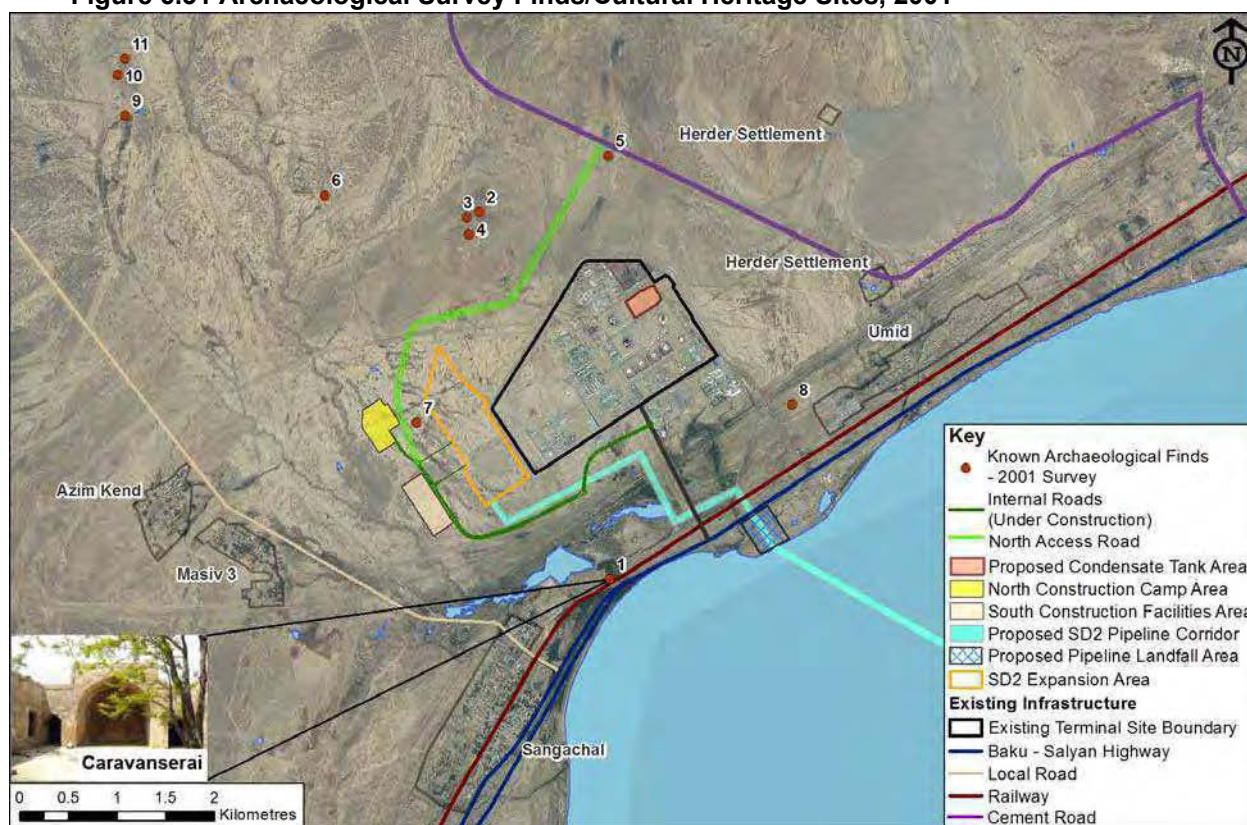 Figure 6.31 Archaeological Survey Finds/Cultural Heritage Sites, 2001
11
10
9
N
Herder Settlement
5
6
2
3
4
Herder Settlement
Umid
8
7
Azim Kend
Masiv 3
1
Sangachal
Caravanserai
0 0.5 1 2
Kilometres
Key
Known Archaeological Finds
- 2001 Survey
Internal Roads
(Under Construction)
North Access Road
Proposed Condensate Tank Area
North Construction Camp Area
South Construction Facilities Area
Proposed SD2 Pipeline Corridor
Proposed Pipeline Landfall Area
SD2 Expansion Area
Existing Infrastructure
Existing Terminal Site Boundary
Baku - Salyan Highway
Local Road
Railway
Cement Road